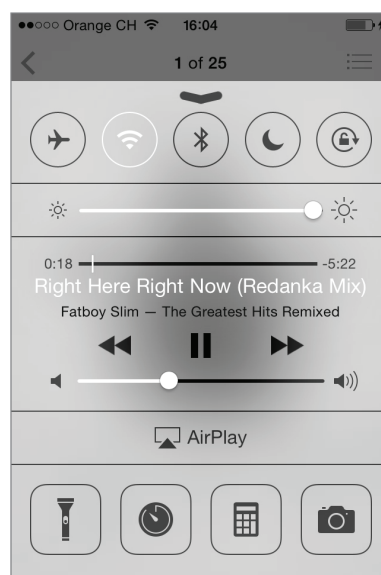 Orange CH 16:04
1 of 25
0:18 -5:22
Right Here Right Now (Redanka Mix)
Fatboy Slim — The Greatest Hits Remixed
AirPlay